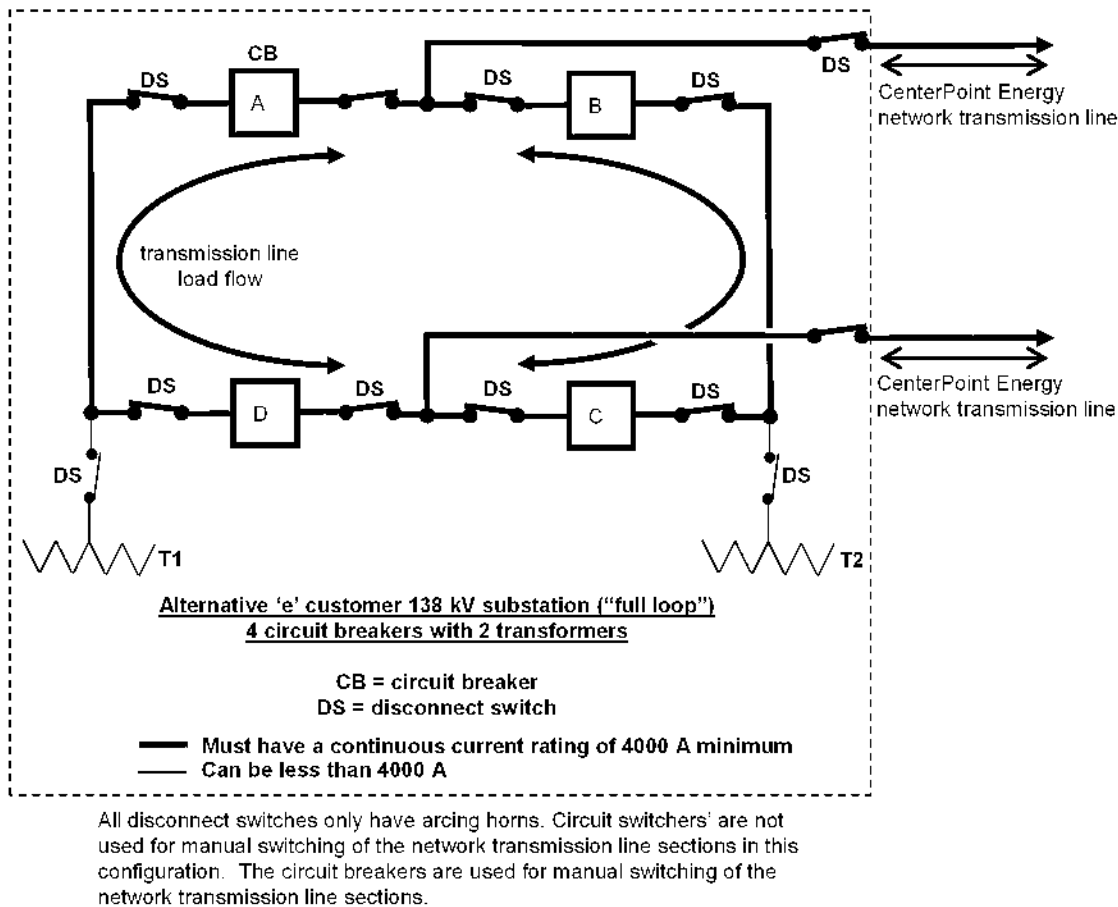 CB
DS
A
DS
B
DS
DS
CenterPoint Energy
network transmission line
transmission line
load flow
DS
D
DS
DS
C
DS
CenterPoint Energy
network transmission line
DS
T1
DS
T2
Alternative ‘e’ customer 138 kV substation (“full loop”)
4 circuit breakers with 2 transformers
CB = circuit breaker
DS = disconnect switch
Must have a continuous current rating of 4000 A minimum
Can be less than 4000 A
All disconnect switches only have arcing horns. Circuit switchers’ are not
used for manual switching of the network transmission line sections in this
configuration.  The circuit breakers are used for manual switching of the
network transmission line sections.